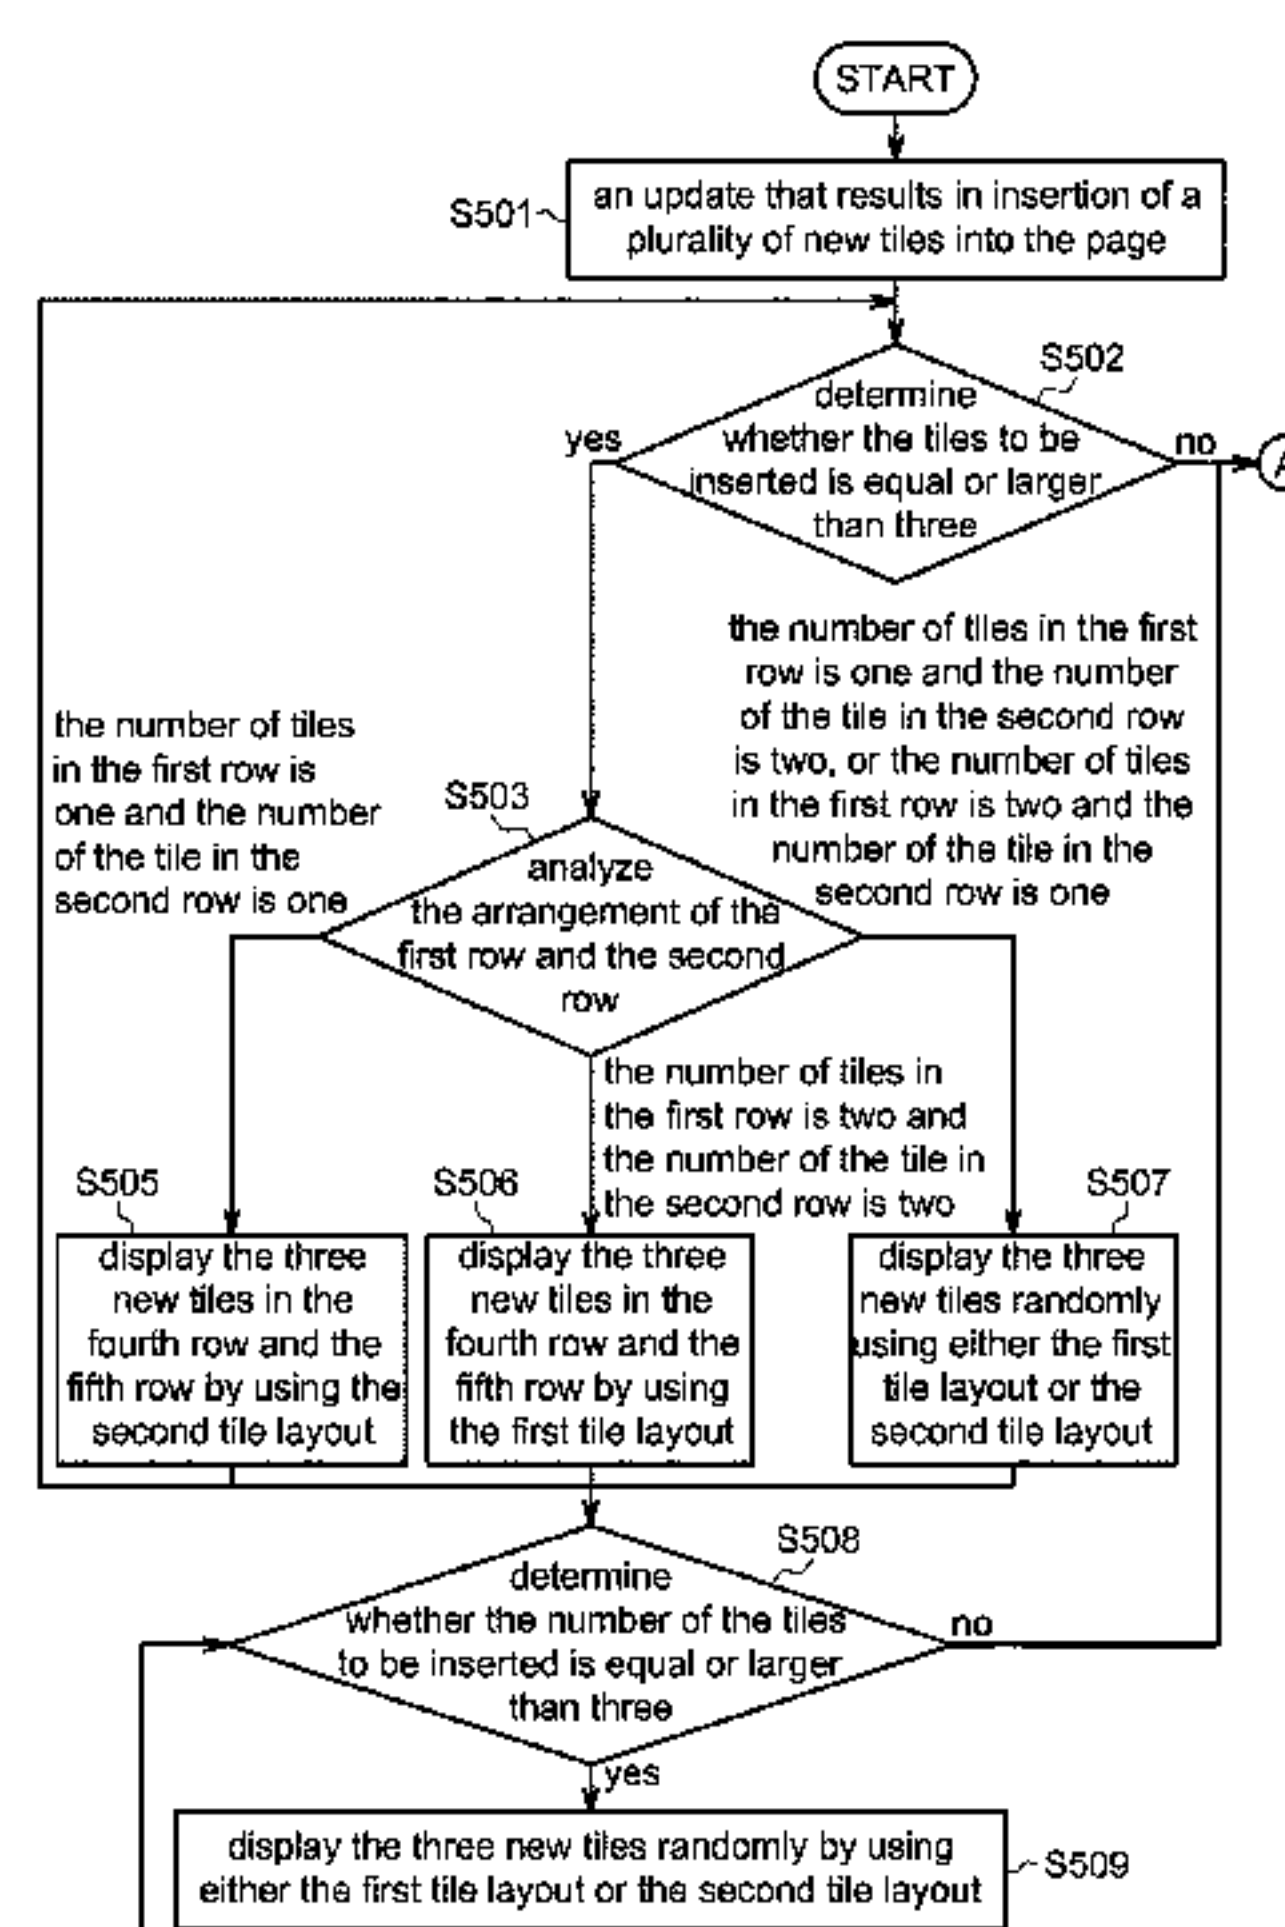 START
S501
an update that results in insertion of a
plurality of new tiles into the page
S502
determine
whether the tiles to be
inserted is equal or larger
than three
yes
no
A
the number of tiles in the first
row is one and the number
of the tile in the second row
is two, or the number of tiles
in the first row is two and the
number of the tile in the
second row is one
the number of tiles
in the first row is
one and the number
of the tile in the
second row is one
S503
analyze
the arrangement of the
first row and the second
row
the number of tiles in
the first row is two and
the number of the tile in
the second row is two
S505
display the three
new tiles in the
fourth row and the
fifth row by using the
second tile layout
S506
display the three
new tiles in the
fourth row and the
fifth row by using
the first tile layout
S507
display the three
new tiles randomly
using either the first
tile layout or the
second tile layout
S508
determine
whether the number of the tiles
to be inserted is equal or larger
than three
no
yes
display the three new tiles randomly by using
either the first tile layout or the second tile layout
S509